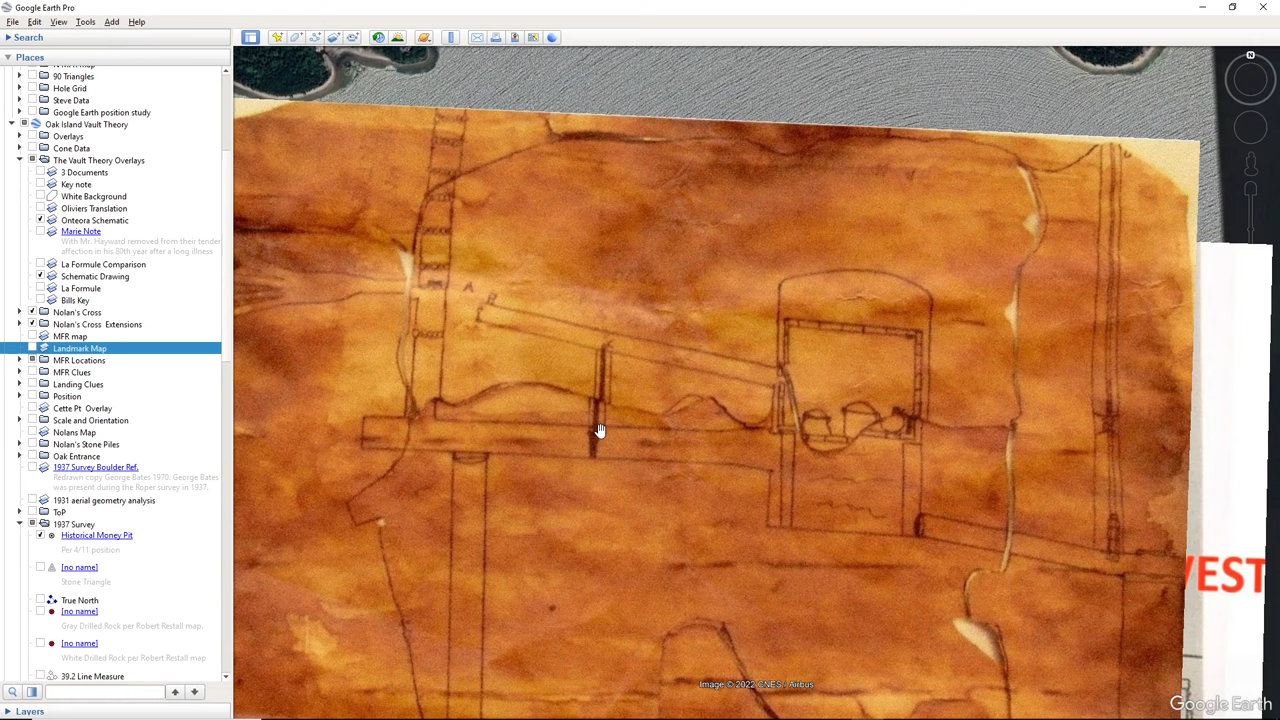 Google Earth Pro
File Edit View Tools Add Help
Search
Places
90 Triangles
Hole Grid
Steve Data
Google Earth position study
Oak Island Vault Theory
Overlays
Cone Data
The Vault Theory Overlays
3 Documents
Key note
White Background
Oliviers Translation
Onteora Schematic
Marie Note
With Mr. Hayward removed from their tender
affection in his 80th year after a long illness
La Formule Comparison
Schematic Drawing
La Formule
Bills Key
Nolan's Cross
Nolan's Cross Extensions
MFR map
Landmark Map
MFR Locations
MFR Clues
Landing Clues
Position
Cette Pt Overlay
Scale and Orientation
Nolans Map
Nolan's Stone Piles
Oak Entrance
1937 Survey Boulder Ref.
Redrawn copy George Bates 1970, George Bates
was present during the Roper survey in 1937.
1931 aerial geometry analysis
ToP
1937 Survey
Historical Money Pit
Per 4/11 position
[no name]
Stone Triangle
True North
[no name]
Gray Drilled Rock per Robert Restall map.
[no name]
White Drilled Rock per Robert Restall map
39.2 Line Measure
Layers
N
A B
VEST
Image © 2022 CNES / Airbus
Google Earth